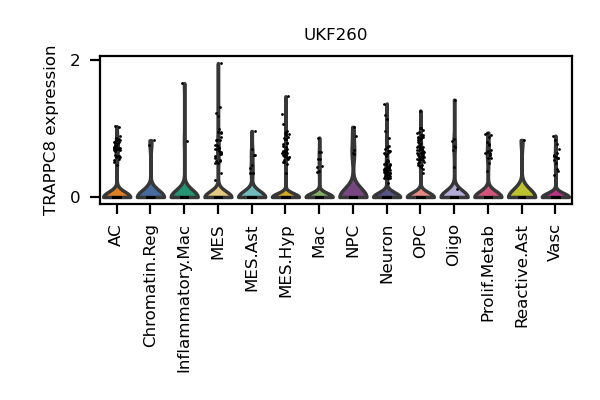 UKF260
TRAPPC8 expression
2
0
AC
Chromatin.Reg
Inflammatory.Mac
MES
MES.Ast
MES.Hyp
Mac
NPC
Neuron
OPC
Oligo
Prolif.Metab
Reactive.Ast
Vasc